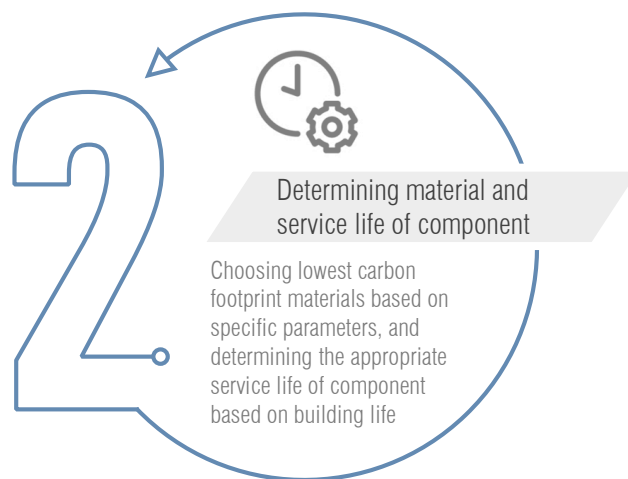 2
Determining material and
service life of component
Choosing lowest carbon
footprint materials based on
specific parameters, and
determining the appropriate
service life of component
based on building life